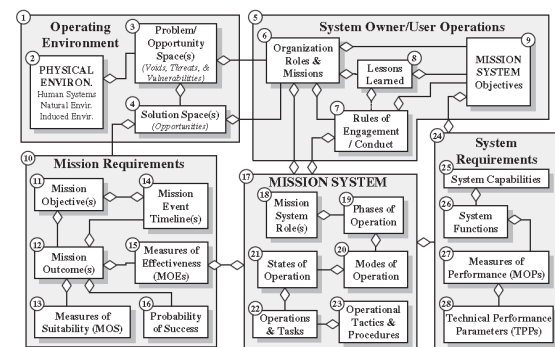 1
Operating
Environment
2
PHYSICAL
ENVIRON.
Human Systems
Natural Envir.
Induced Envir.
3
Problem/
Opportunity
Space(s)
(Voids, Threats, &
Vulnerabilities)
4
Solution Space(s)
(Opportunities)
5
System Owner/User Operations
6
Organization
Roles &
Missions
8
Lessons
Learned
9
MISSION
SYSTEM
Objectives
7
Rules of
Engagement
/ Conduct
10
Mission Requirements
11
Mission
Objective(s)
14
Mission
Event
Timeline(s)
12
Mission
Outcome(s)
15
Measures of
Effectiveness
(MOEs)
13
Measures of
Suitability (MOS)
16
Probability
of Success
17
MISSION SYSTEM
18
Mission
System
Role(s)
19
Phases of
Operation
21
States of
Operation
20
Modes of
Operation
22
Operations
& Tasks
23
Operational
Tactics &
Procedures
24
System
Requirements
25
System Capabilities
26
System
Functions
27
Measures of
Performance (MOPs)
28
Technical Performance
Parameters (TPPs)